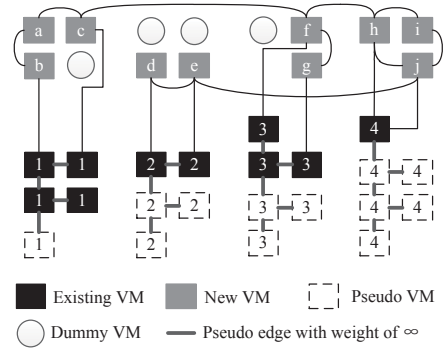 a c f h i
b d e g j
3 4
1 1 2 2 3 3 4 4
1 1 2 2 3 3 4 4
1 2 3 4
Existing VM New VM Pseudo VM
Dummy VM Pseudo edge with weight of ∞